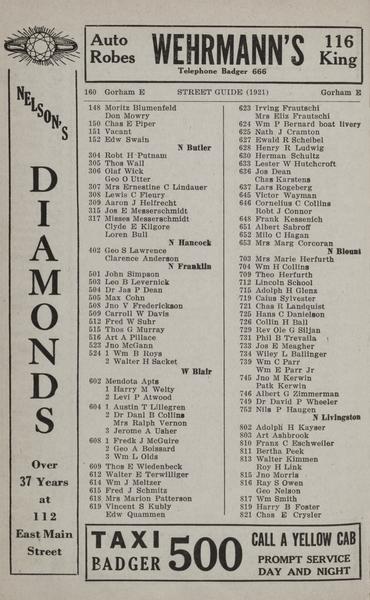 Auto Robes WEHRMANN'S 116 King
Telephone Badger 666
160 Gorham E STREET GUIDE (1921) Gorham E
NELSON'S
DIAMONDS
Over
37 Years
at
112
East Main
Street
148 Moritz Blumenfeld
Don Mowry
150 Chas E Piper
151 Vacant
152 Edw Swain
N Butler
304 Robt H Putnam
305 Thos Wall
306 Olaf Wick
Geo O Utter
307 Mrs Ernestine C Lindauer
308 Lewis C Fleury
309 Aaron J Helfrecht
315 Jos E Messerschmidt
317 Misses Messerschmidt
Clyde E Kilgore
Loren Bull
N Hancock
402 Geo S Lawrence
Clarence Anderson
N Franklin
501 John Simpson
503 Leo B Levernick
504 Dr Jas P Dean
505 Max Cohn
508 Jno V Frederickson
509 Carroll W Davis
512 Fred W Suhr
515 Thos G Murray
516 Art A Pillace
523 Jno McGann
524 1 Wm B Roys
2 Walter H Sacket
W Blair
602 Mendota Apts
1 Harry M Welty
2 Levi P Atwood
604 1 Austin T Lillegren
2 Dr Danl B Collins
Mrs Ralph Vernon
3 Jerome A Usher
608 1 Fredk J McGuire
2 Geo A Boissard
3 Wm L Olds
609 Thos E Wiedenbeck
612 Walter E Terwilliger
614 Wm J Meltzer
615 Fred J Schmitz
618 Mrs Marion Patterson
619 Vincent S Kubly
Edw Quammen
623 Irving Frautschi
Mrs Eliz Frautschi
624 Wm P Bernard boat livery
625 Nath J Cramton
627 Ewald R Scheibel
628 Henry R Ludwig
630 Herman Schultz
633 Lester W Hutchcroft
636 Jos Dean
Chas Karstens
637 Lars Rogeberg
645 Victor Wayman
646 Cornelius C Collins
Robt J Connor
648 Frank Kessenich
651 Albert Sabroff
652 Milo C Hagan
653 Mrs Marg Corcoran
N Blount
703 Mrs Marie Herfurth
704 Wm H Collins
709 Theo Herfurth
712 Lincoln School
715 Adolph H Glenz
719 Caius Sylvester
721 Chas R Landquist
725 Hans C Danielson
726 Collin H Ball
729 Rev Ole G Siljan
731 Phil B Trevalla
733 Jos E Meagher
734 Wiley L Ballinger
739 Wm C Parr
Wm E Parr Jr
745 Jno M Kerwin
Patk Kerwin
746 Albert G Zimmerman
749 Dr David P Wheeler
752 Nils P Haugen
N Livingston
802 Adolph H Kayser
803 Art Ashbrook
810 Franz C Eschweiler
811 Bertha Peek
813 Walter Kimmen
Roy H Link
815 Jno Morris
816 Ray S Owen
Geo Nelson
817 Wm Smith
819 Harry B Foster
821 Chas E Crysler
TAXI BADGER 500 CALL A YELLOW CAB
PROMPT SERVICE
DAY AND NIGHT